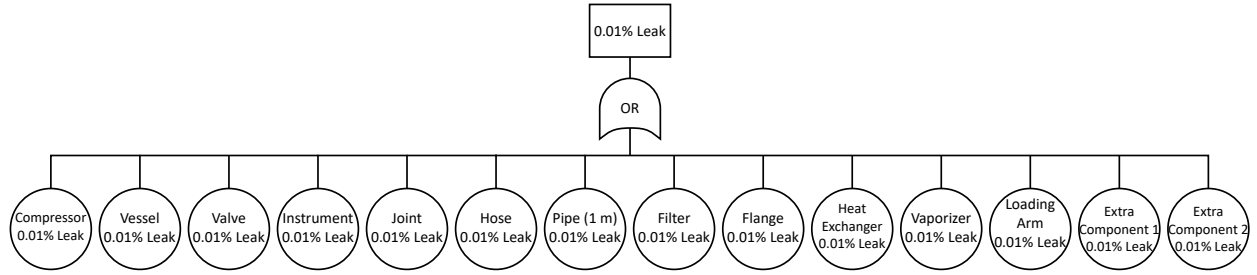 0.01% Leak
OR
Compressor
0.01% Leak
Vessel
0.01% Leak
Valve
0.01% Leak
Instrument
0.01% Leak
Joint
0.01% Leak
Hose
0.01% Leak
Pipe (1 m)
0.01% Leak
Filter
0.01% Leak
Flange
0.01% Leak
Heat
Exchanger
0.01% Leak
Vaporizer
0.01% Leak
Loading
Arm
0.01% Leak
Extra
Component 1
0.01% Leak
Extra
Component 2
0.01% Leak